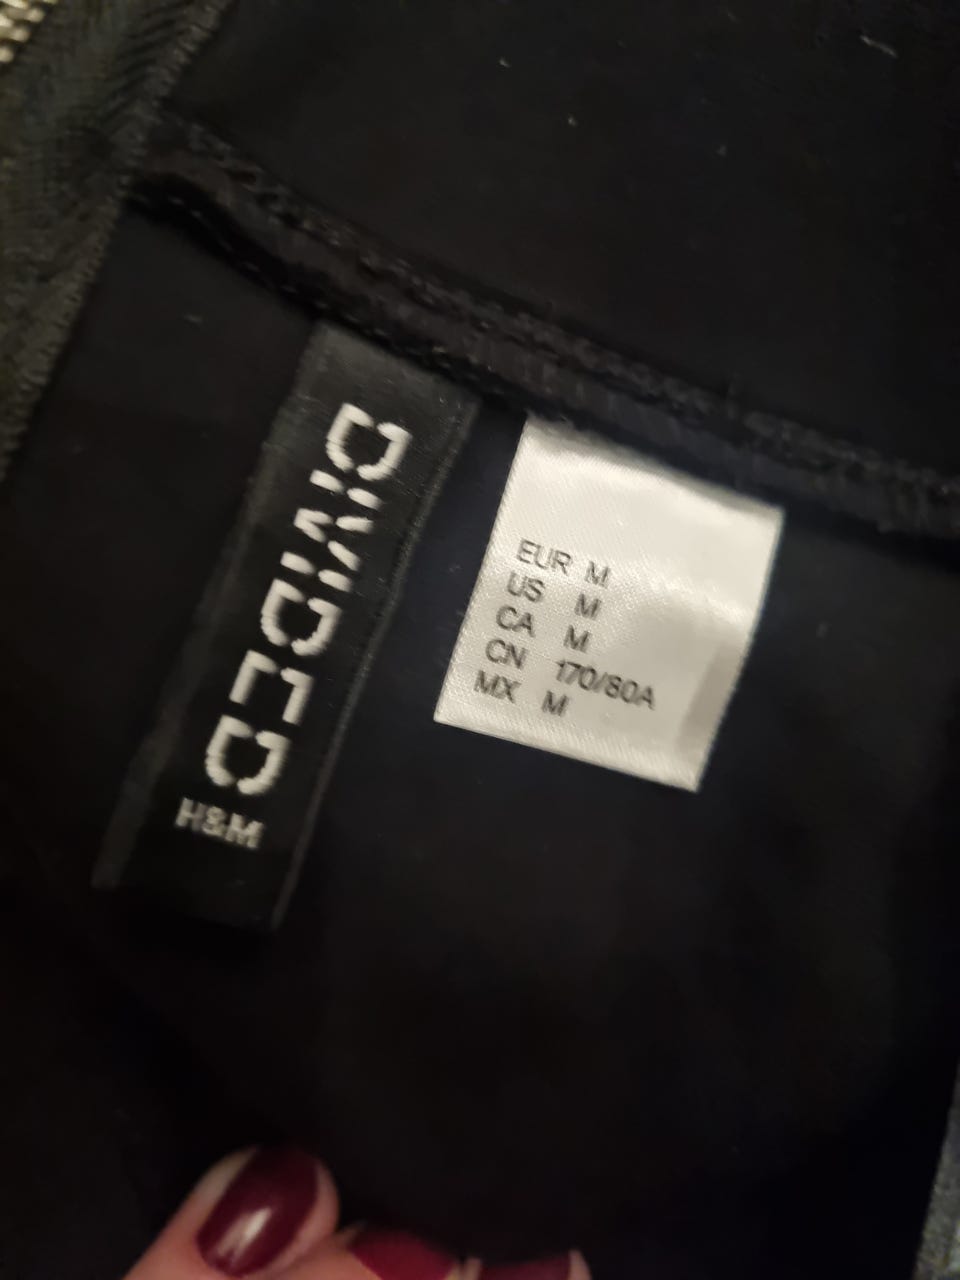 DIVIDED
H&M
EUR M
US M
CA M
CN 170/80A
MX M